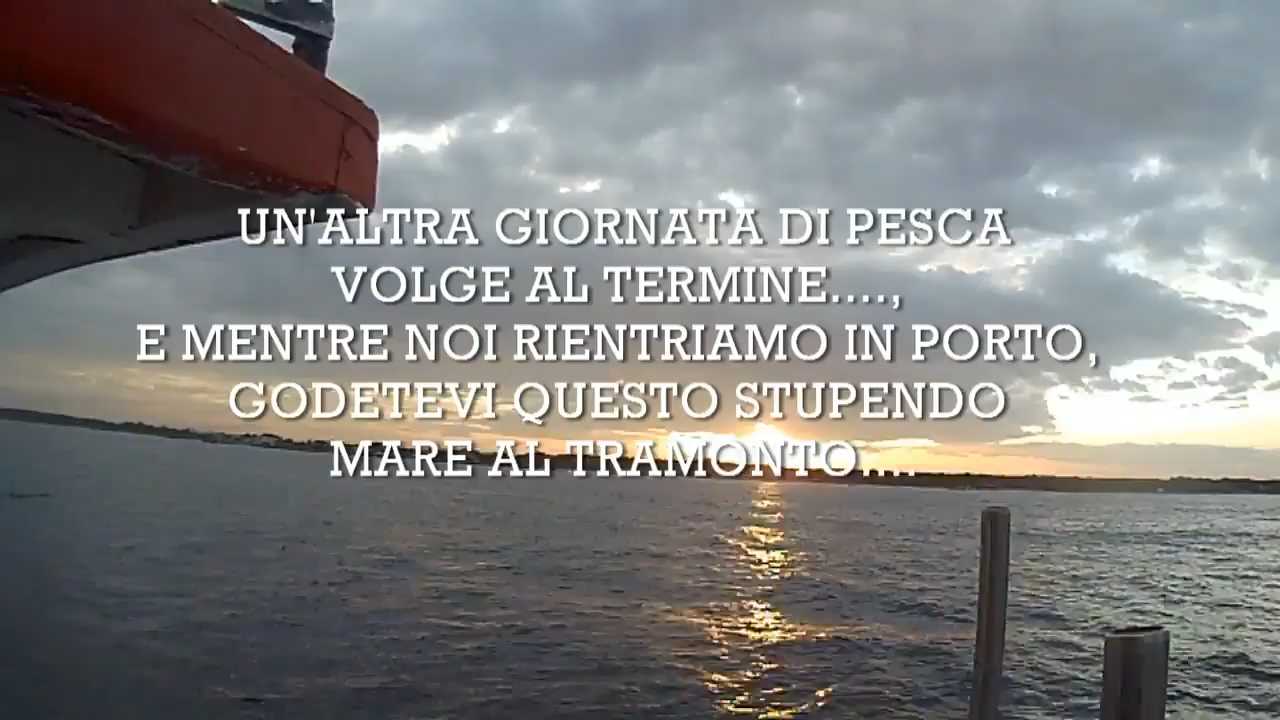 UN'ALTRA GIORNATA DI PESCA
VOLGE AL TERMINE....,
E MENTRE NOI RIENTRIAMO IN PORTO,
GODETEVI QUESTO STUPENDO
MARE AL TRAMONTO....